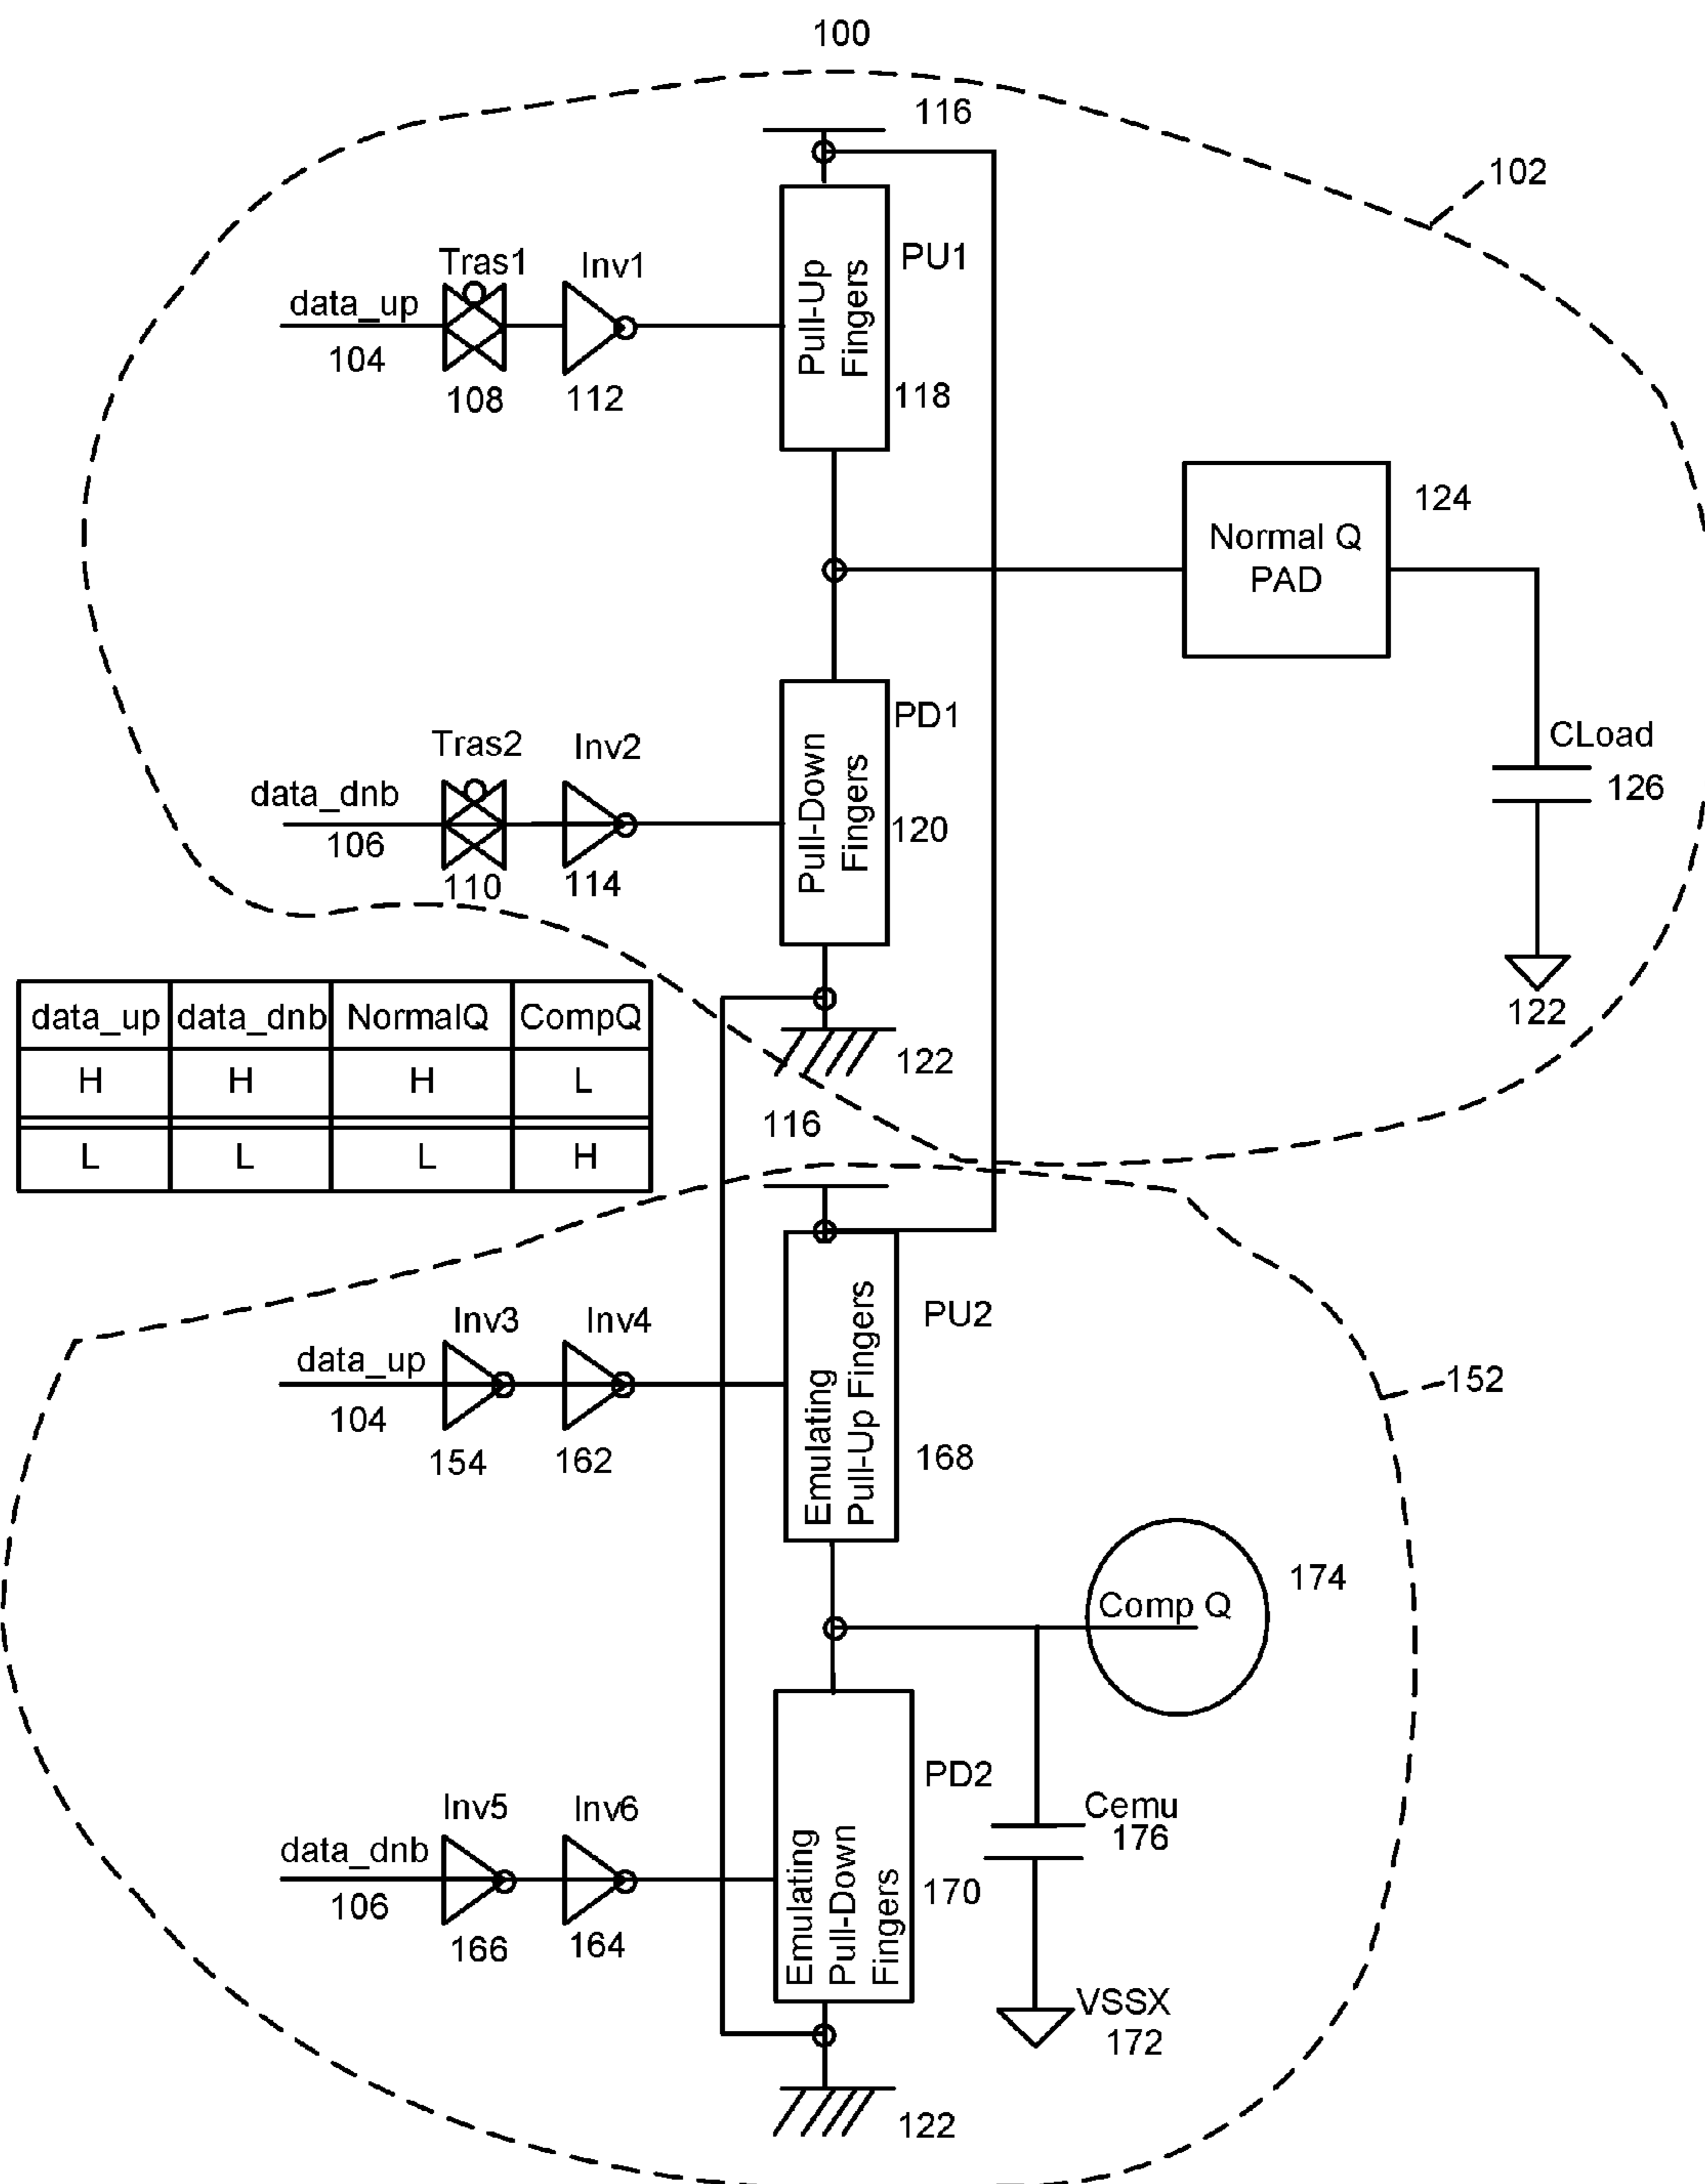 100
116
102
Tras1
Inv1
PU1
data_up
104
108
112
Pull-Up
Fingers
118
124
Normal Q
PAD
PD1
Tras2
Inv2
CLoad
126
data_dnb
106
110
114
Pull-Down
Fingers
120
122
data_up data_dnb NormalQ CompQ
H H H L
L L L H
122
116
Inv3
Inv4
PU2
data_up
104
154
162
Emulating
Pull-Up Fingers
168
152
174
Comp Q
PD2
Inv5
Inv6
Cemu
176
data_dnb
106
166
164
Emulating
Pull-Down
Fingers
170
VSSX
172
122